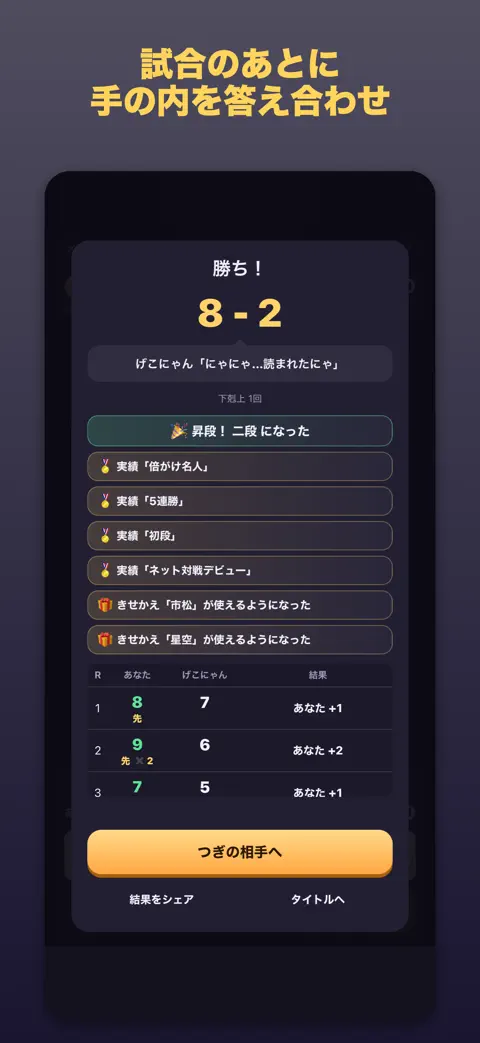 試合のあとに
手の内を答え合わせ
勝ち！
8 - 2
げこにゃん「にゃにゃ...読まれたにゃ」
下剋上 1回
🎉 昇段！ 二段 になった
🏅 実績「倍がけ名人」
🏅 実績「5連勝」
🏅 実績「初段」
🏅 実績「ネット対戦デビュー」
🎁 きせかえ「市松」が使えるようになった
🎁 きせかえ「星空」が使えるようになった
R あなた げこにゃん 結果
1 8 7 あなた +1
先
2 9 6 あなた +2
先 ✖2
3 7 5 あなた +1
つぎの相手へ
結果をシェア タイトルへ